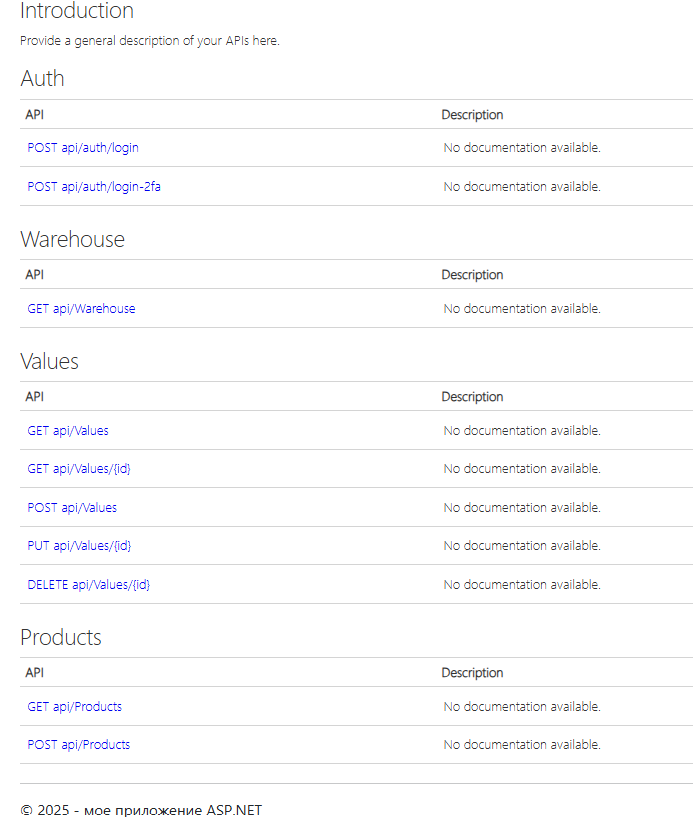 Introduction
Provide a general description of your APIs here.
Auth
API Description
POST api/auth/login No documentation available.
POST api/auth/login-2fa No documentation available.
Warehouse
API Description
GET api/Warehouse No documentation available.
Values
API Description
GET api/Values No documentation available.
GET api/Values/{id} No documentation available.
POST api/Values No documentation available.
PUT api/Values/{id} No documentation available.
DELETE api/Values/{id} No documentation available.
Products
API Description
GET api/Products No documentation available.
POST api/Products No documentation available.
© 2025 - мое приложение ASP.NET